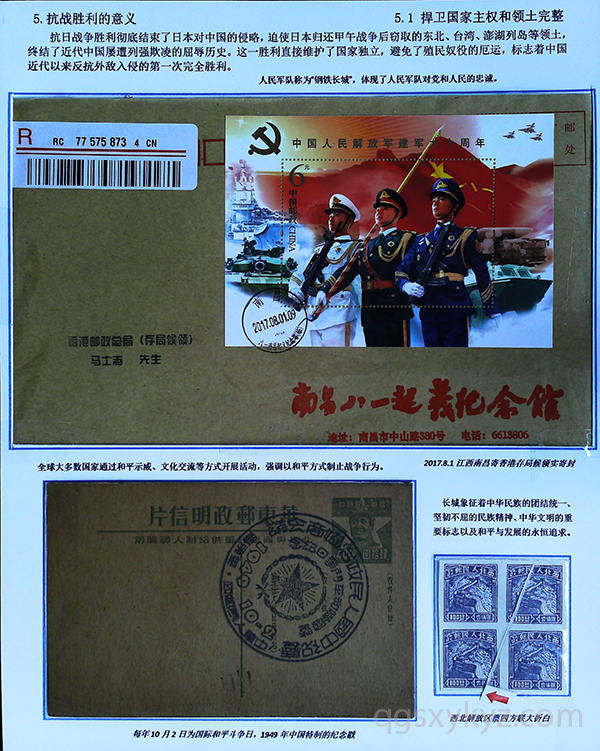 5. 抗战胜利的意义
5.1 捍卫国家主权和领土完整
抗日战争胜利彻底结束了日本对中国的侵略，迫使日本归还甲午战争后窃取的东北、台湾、澎湖列岛等领土，
终结了近代中国屡遭列强欺凌的屈辱历史。这一胜利直接维护了国家独立，避免了殖民奴役的厄运，标志着中国
近代以来反抗外敌入侵的第一次完全胜利。
人民军队称为“钢铁长城”，体现了人民军队对党和人民的忠诚。
R RC 77 575 873 4 CN
中国人民解放军建军九十周年
邮
处
6元
中国邮政 CHINA
南
2017.08.01.09
香港邮政总局（存局候领）
马士志 先生
南昌八一起义纪念馆
地址：南昌市中山路380号 电话：6613806
2017.8.1 江西南昌寄香港存局候领实寄封
全球大多数国家通过和平示威、文化交流等方式开展活动，强调以和平方式制止战争行为。
长城象征着中华民族的团结统一、
坚韧不屈的民族精神、中华文明的重
要标志以及和平与发展的永恒追求。
片信明政郵東華
1949
西北解放区票四方联大折白
每年10月2日为国际和平斗争日，1949年中国特制的纪念戳
qgsxykyz.com